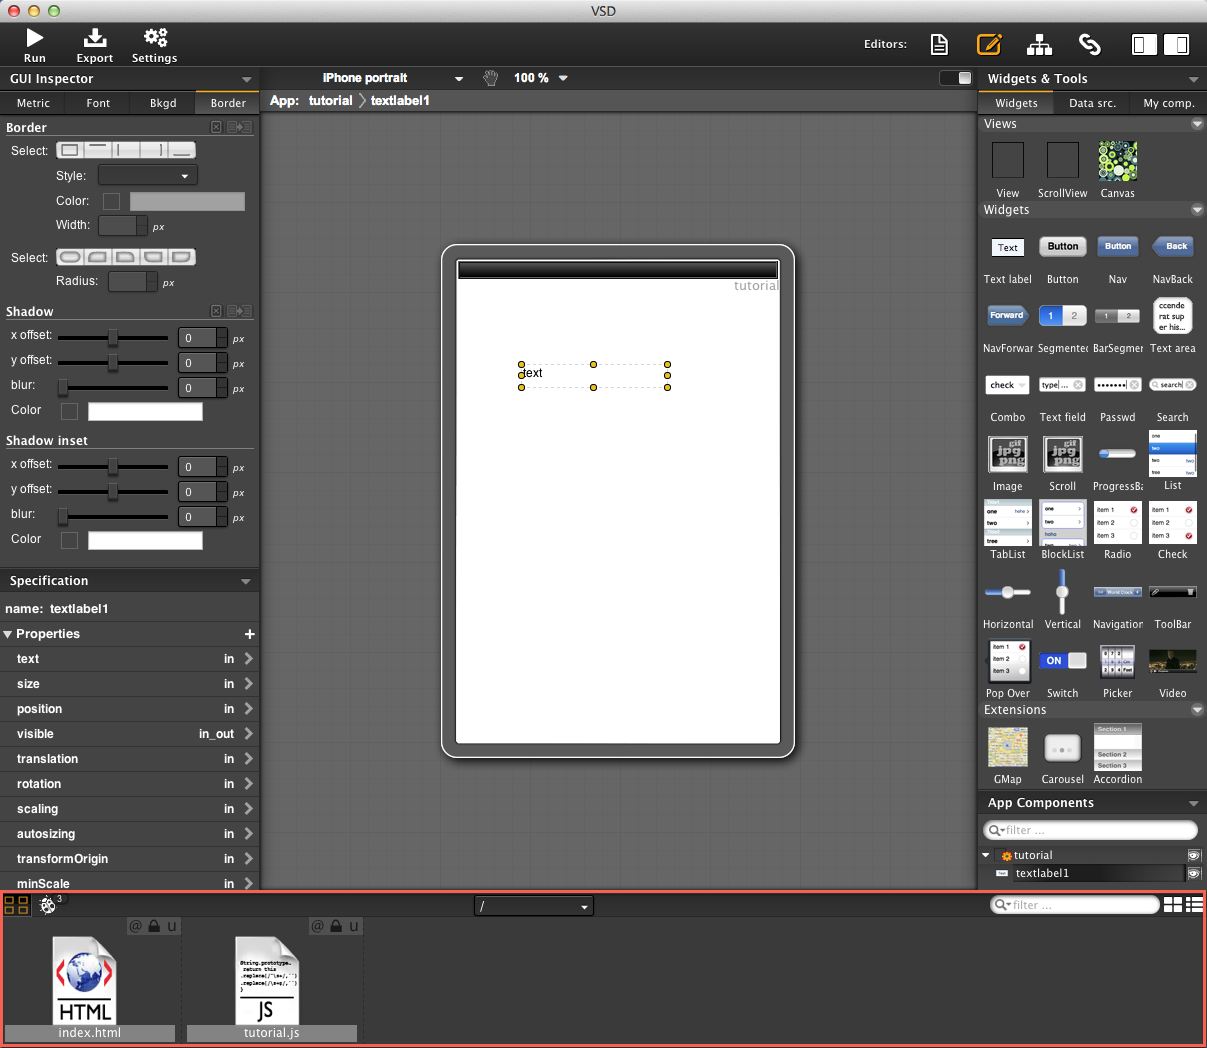 VSD
Run
Export
Settings
Editors:
GUI Inspector
iPhone portrait
100 %
Widgets & Tools
Metric
Font
Bkgd
Border
App: tutorial textlabel1
Widgets
Data src.
My comp.
Border
Select:
Style:
Color:
Width:
px
Select:
Radius:
px
Shadow
x offset:
0
px
y offset:
0
px
blur:
0
px
Color
Shadow inset
x offset:
0
px
y offset:
0
px
blur:
0
px
Color
Specification
name: textlabel1
Properties
+
text in
size in
position in
visible in_out
translation in
rotation in
scaling in
autosizing in
transformOrigin in
minScale in
tutorial
text
Views
View
ScrollView
Canvas
Widgets
Text
Button
Button
Back
Text label
Button
Nav
NavBack
Forward
1 2
1 2
ccende
rat sup
er his...
NavForwar
Segmented
BarSegmer
Text area
check
type|...
search
Combo
Text field
Passwd
Search
gif
jpg
png
gif
jpg
png
one
two
two
two
tree
two
Image
Scroll
ProgressBa
List
one
hoho
two
tree
one
two
hoho
item 1
item 2
item 3
item 1
item 2
item 3
TabList
BlockList
Radio
Check
World Clock
Horizontal
Vertical
Navigation
ToolBar
item 1
item 2
item 3
ON
Pop Over
Switch
Picker
Video
Extensions
Section 1
Section 2
Section 3
GMap
Carousel
Accordion
App Components
filter ...
tutorial
Text
textlabel1
3
/
filter ...
@ u
@ u
HTML
index.html
String.prototype...
return this
.replace(/^\s+/,'')
.replace(/\s+$/,'')
}
JS
tutorial.js